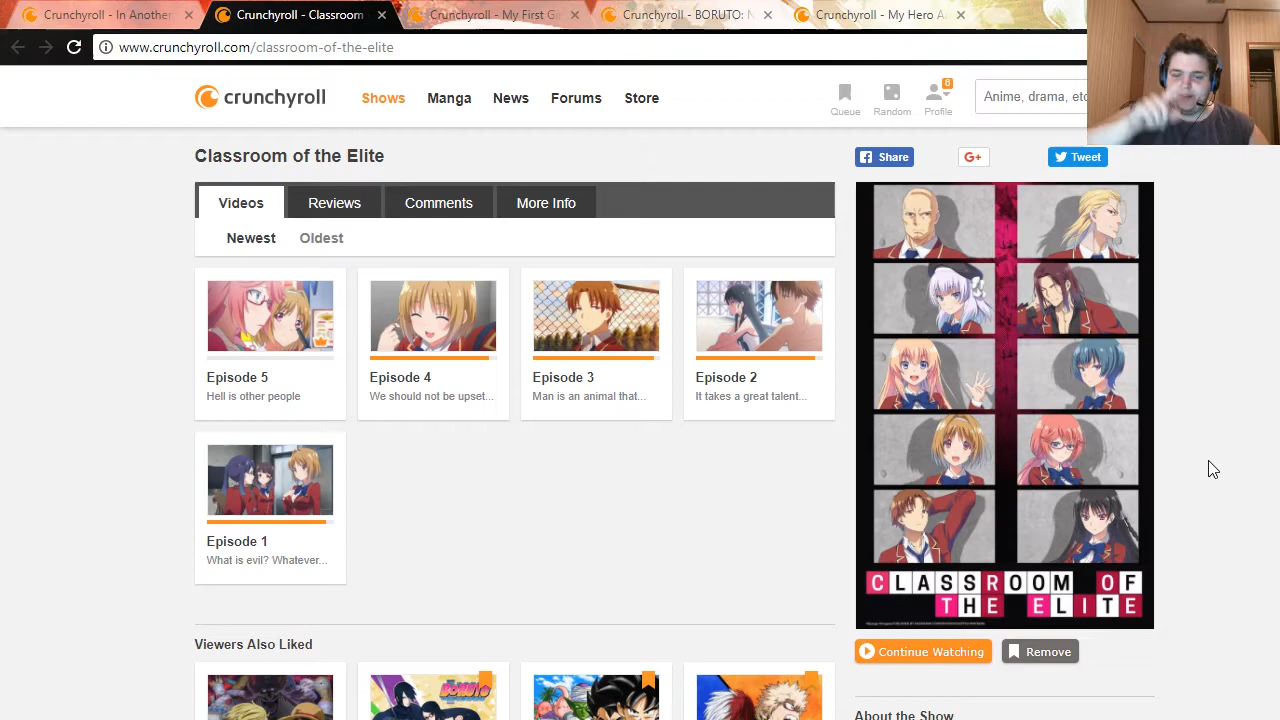 Crunchyroll - In Another
Crunchyroll - Classroom
Crunchyroll - My First G
Crunchyroll - BORUTO: N
Crunchyroll - My Hero A
www.crunchyroll.com/classroom-of-the-elite
crunchyroll
Shows
Manga
News
Forums
Store
Queue
Random
6
Profile
Anime, drama, etc
Classroom of the Elite
Share
G+
Tweet
Videos
Reviews
Comments
More Info
Newest
Oldest
Episode 5
Hell is other people
Episode 4
We should not be upset...
Episode 3
Man is an animal that...
Episode 2
It takes a great talent...
Episode 1
What is evil? Whatever...
CLASSROOM OF
THE ELITE
Continue Watching
Remove
Viewers Also Liked
BORUTO
About the Show